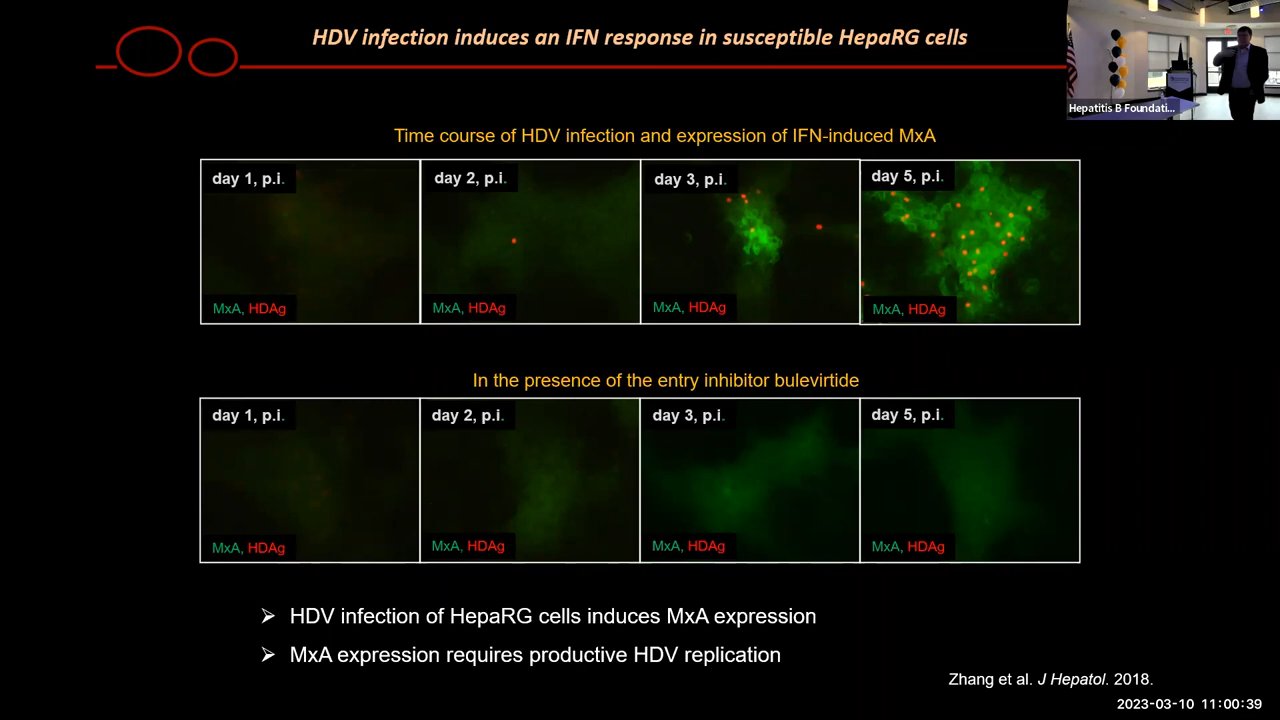 HDV infection induces an IFN response in susceptible HepaRG cells
Hepatitis B Foundati...
Time course of HDV infection and expression of IFN-induced MxA
day 1, p.i.
day 2, p.i.
day 3, p.i.
day 5, p.i.
MxA, HDAg
MxA, HDAg
MxA, HDAg
MxA, HDAg
In the presence of the entry inhibitor bulevirtide
day 1, p.i.
day 2, p.i.
day 3, p.i.
day 5, p.i.
MxA, HDAg
MxA, HDAg
MxA, HDAg
MxA, HDAg
➢ HDV infection of HepaRG cells induces MxA expression
➢ MxA expression requires productive HDV replication
Zhang et al. J Hepatol. 2018.
2023-03-10 11:00:39